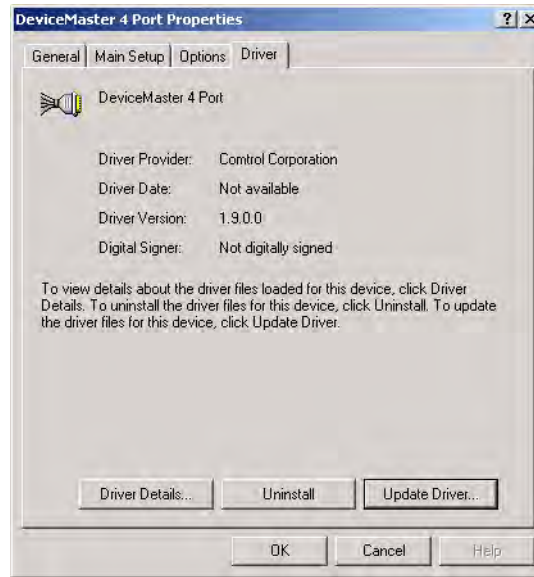 DeviceMaster 4 Port Properties
General Main Setup Options Driver
DeviceMaster 4 Port
Driver Provider: Comtrol Corporation
Driver Date: Not available
Driver Version: 1.9.0.0
Digital Signer: Not digitally signed
To view details about the driver files loaded for this device, click Driver
Details. To uninstall the driver files for this device, click Uninstall. To update
the driver files for this device, click Update Driver.
Driver Details... Uninstall Update Driver...
OK Cancel Help